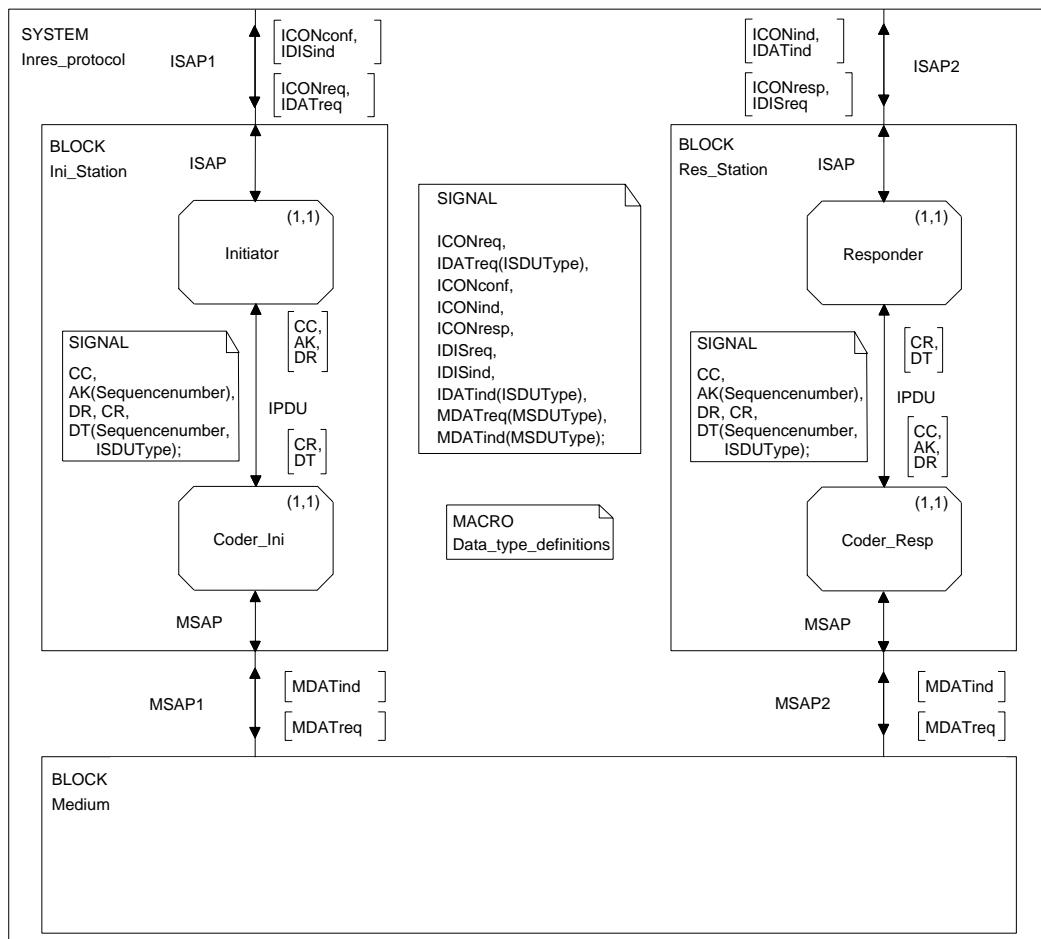 SYSTEM
Inres_protocol
ISAP1
ICONconf,
IDISind
ICONreq,
IDATreq
ICONind,
IDATind
ICONresp,
IDISreq
ISAP2
BLOCK
Ini_Station
ISAP
(1,1)
Initiator
SIGNAL
CC,
AK(Sequencenumber),
DR, CR,
DT(Sequencenumber,
ISDUType);
CC,
AK,
DR
IPDU
CR,
DT
(1,1)
Coder_Ini
MSAP
SIGNAL
ICONreq,
IDATreq(ISDUType),
ICONconf,
ICONind,
ICONresp,
IDISreq,
IDISind,
IDATind(ISDUType),
MDATreq(MSDUType),
MDATind(MSDUType);
MACRO
Data_type_definitions
BLOCK
Res_Station
ISAP
(1,1)
Responder
SIGNAL
CC,
AK(Sequencenumber),
DR, CR,
DT(Sequencenumber,
ISDUType);
CR,
DT
IPDU
CC,
AK,
DR
(1,1)
Coder_Resp
MSAP
MSAP1
MDATind
MDATreq
MSAP2
MDATind
MDATreq
BLOCK
Medium